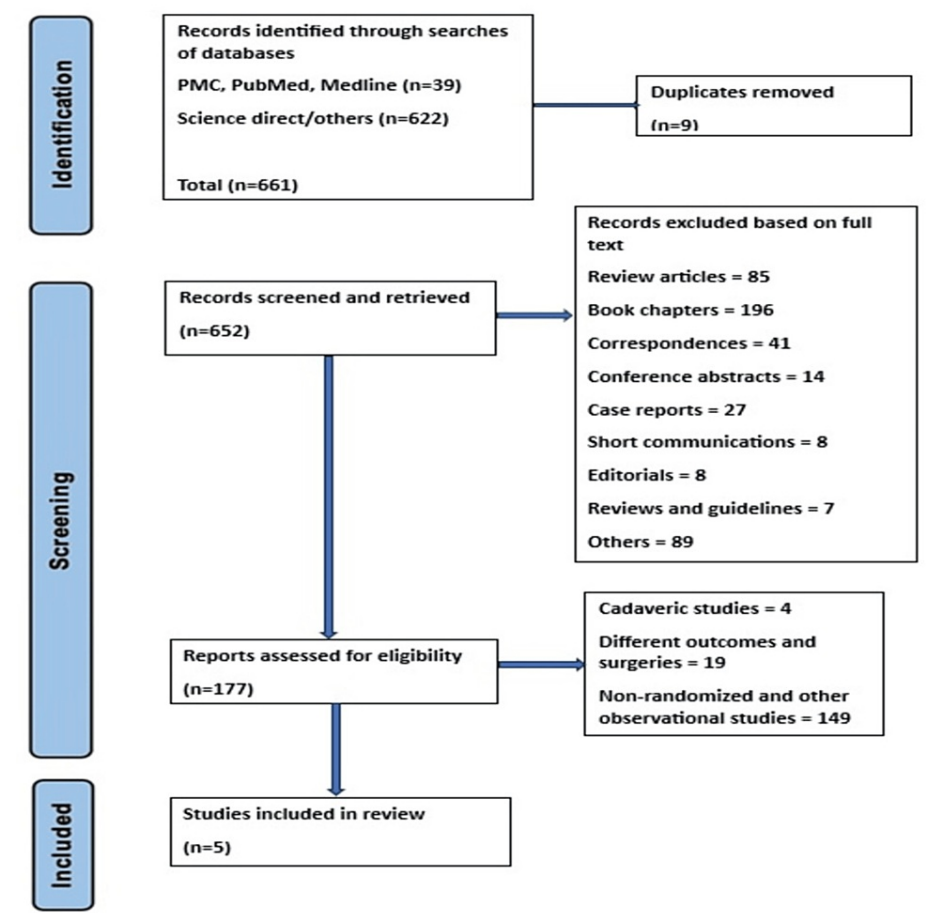 Identification
Records identified through searches
of databases
PMC, PubMed, Medline (n=39)
Science direct/others (n=622)
Total (n=661)
Duplicates removed
(n=9)
Screening
Records screened and retrieved
(n=652)
Records excluded based on full
text
Review articles = 85
Book chapters = 196
Correspondences = 41
Conference abstracts = 14
Case reports = 27
Short communications = 8
Editorials = 8
Reviews and guidelines = 7
Others = 89
Reports assessed for eligibility
(n=177)
Cadaveric studies = 4
Different outcomes and
surgeries = 19
Non-randomized and other
observational studies = 149
Included
Studies included in review
(n=5)